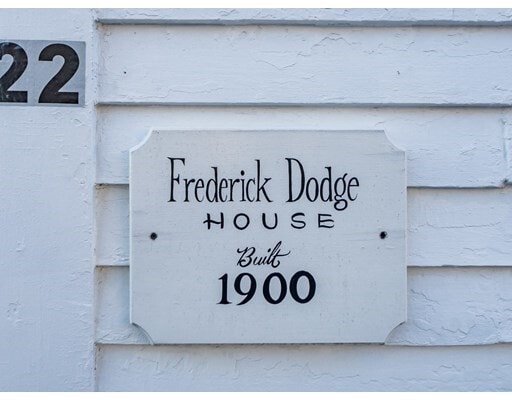 22
Frederick Dodge
HOUSE
Built
1900